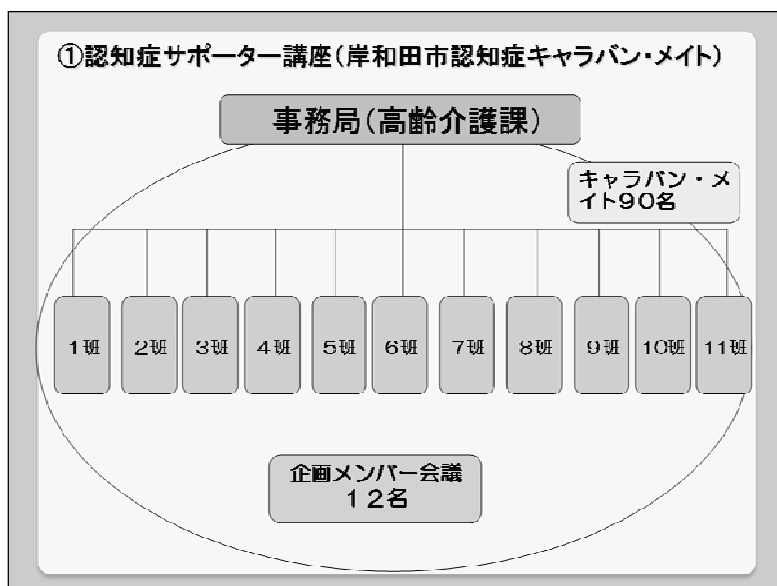 ①認知症サポーター講座(岸和田市認知症キャラバン・メイト)
事務局(高齢介護課)
キャラバン・メ
イト90名
1班
2班
3班
4班
5班
6班
7班
8班
9班
10班
11班
企画メンバー会議
12名